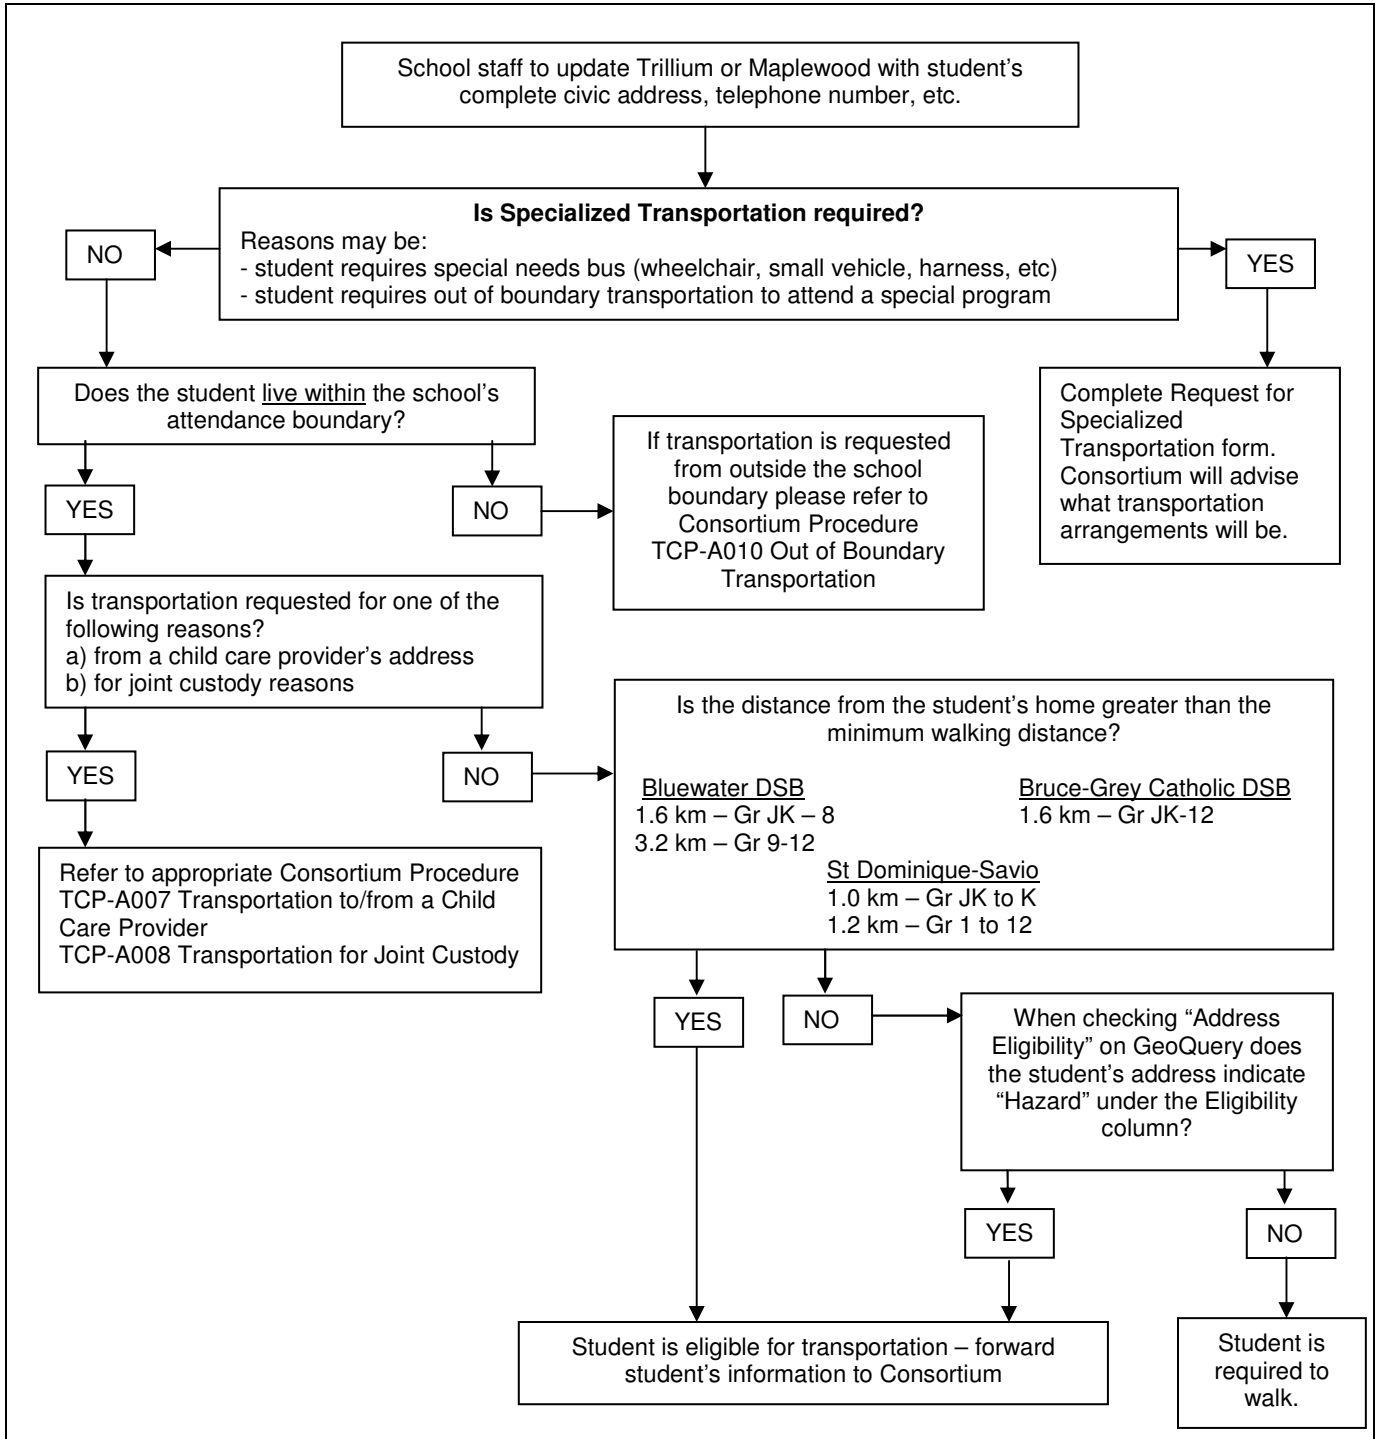 School staff to update Trillium or Maplewood with student's
complete civic address, telephone number, etc.
Is Specialized Transportation required?
Reasons may be:
- student requires special needs bus (wheelchair, small vehicle, harness, etc)
- student requires out of boundary transportation to attend a special program
NO
YES
Does the student live within the school's
attendance boundary?
Complete Request for
Specialized
Transportation form.
Consortium will advise
what transportation
arrangements will be.
YES
NO
If transportation is requested
from outside the school
boundary please refer to
Consortium Procedure
TCP-A010 Out of Boundary
Transportation
Is transportation requested for one of the
following reasons?
a) from a child care provider's address
b) for joint custody reasons
YES
NO
Is the distance from the student's home greater than the
minimum walking distance?
Bluewater DSB
1.6 km – Gr JK – 8
3.2 km – Gr 9-12
Bruce-Grey Catholic DSB
1.6 km – Gr JK-12
St Dominique-Savio
1.0 km – Gr JK to K
1.2 km – Gr 1 to 12
Refer to appropriate Consortium Procedure
TCP-A007 Transportation to/from a Child
Care Provider
TCP-A008 Transportation for Joint Custody
YES
NO
When checking “Address
Eligibility” on GeoQuery does
the student's address indicate
“Hazard” under the Eligibility
column?
YES
NO
Student is eligible for transportation – forward
student's information to Consortium
Student is
required to
walk.